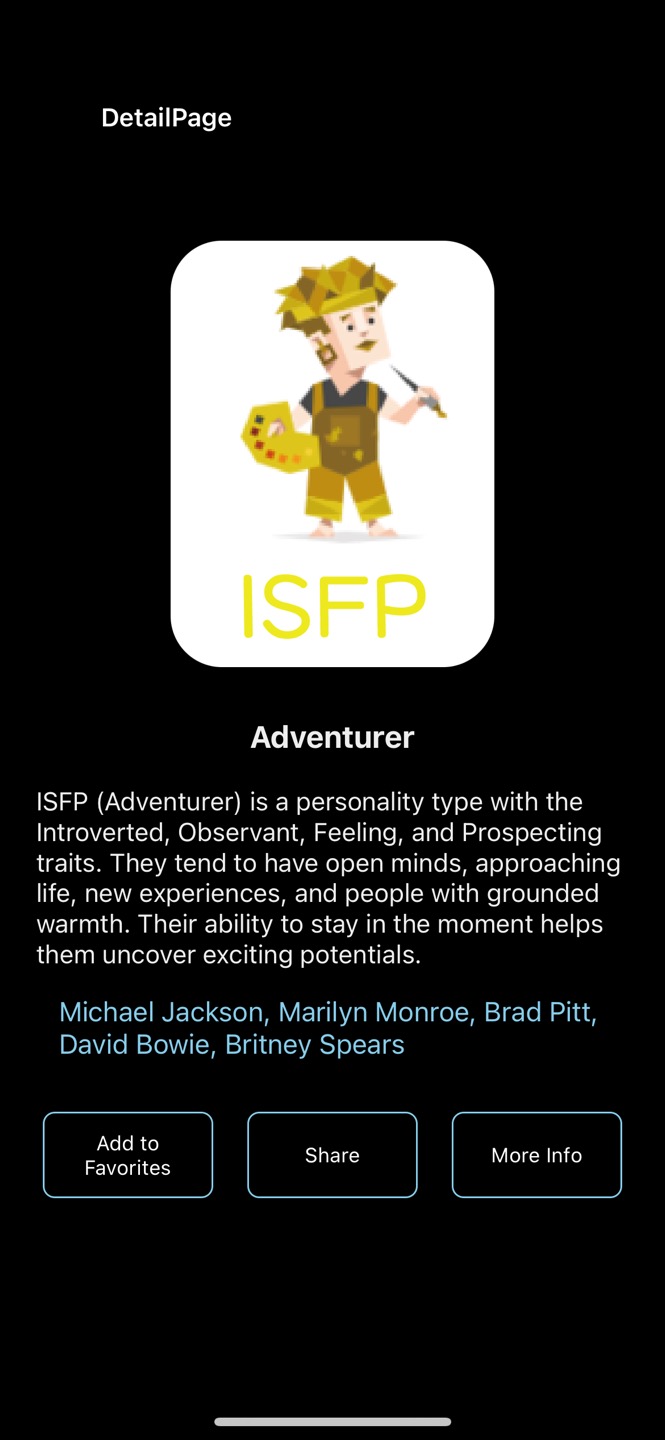 DetailPage
ISFP
Adventurer
ISFP (Adventurer) is a personality type with the
Introverted, Observant, Feeling, and Prospecting
traits. They tend to have open minds, approaching
life, new experiences, and people with grounded
warmth. Their ability to stay in the moment helps
them uncover exciting potentials.
Michael Jackson, Marilyn Monroe, Brad Pitt,
David Bowie, Britney Spears
Add to
Favorites
Share
More Info